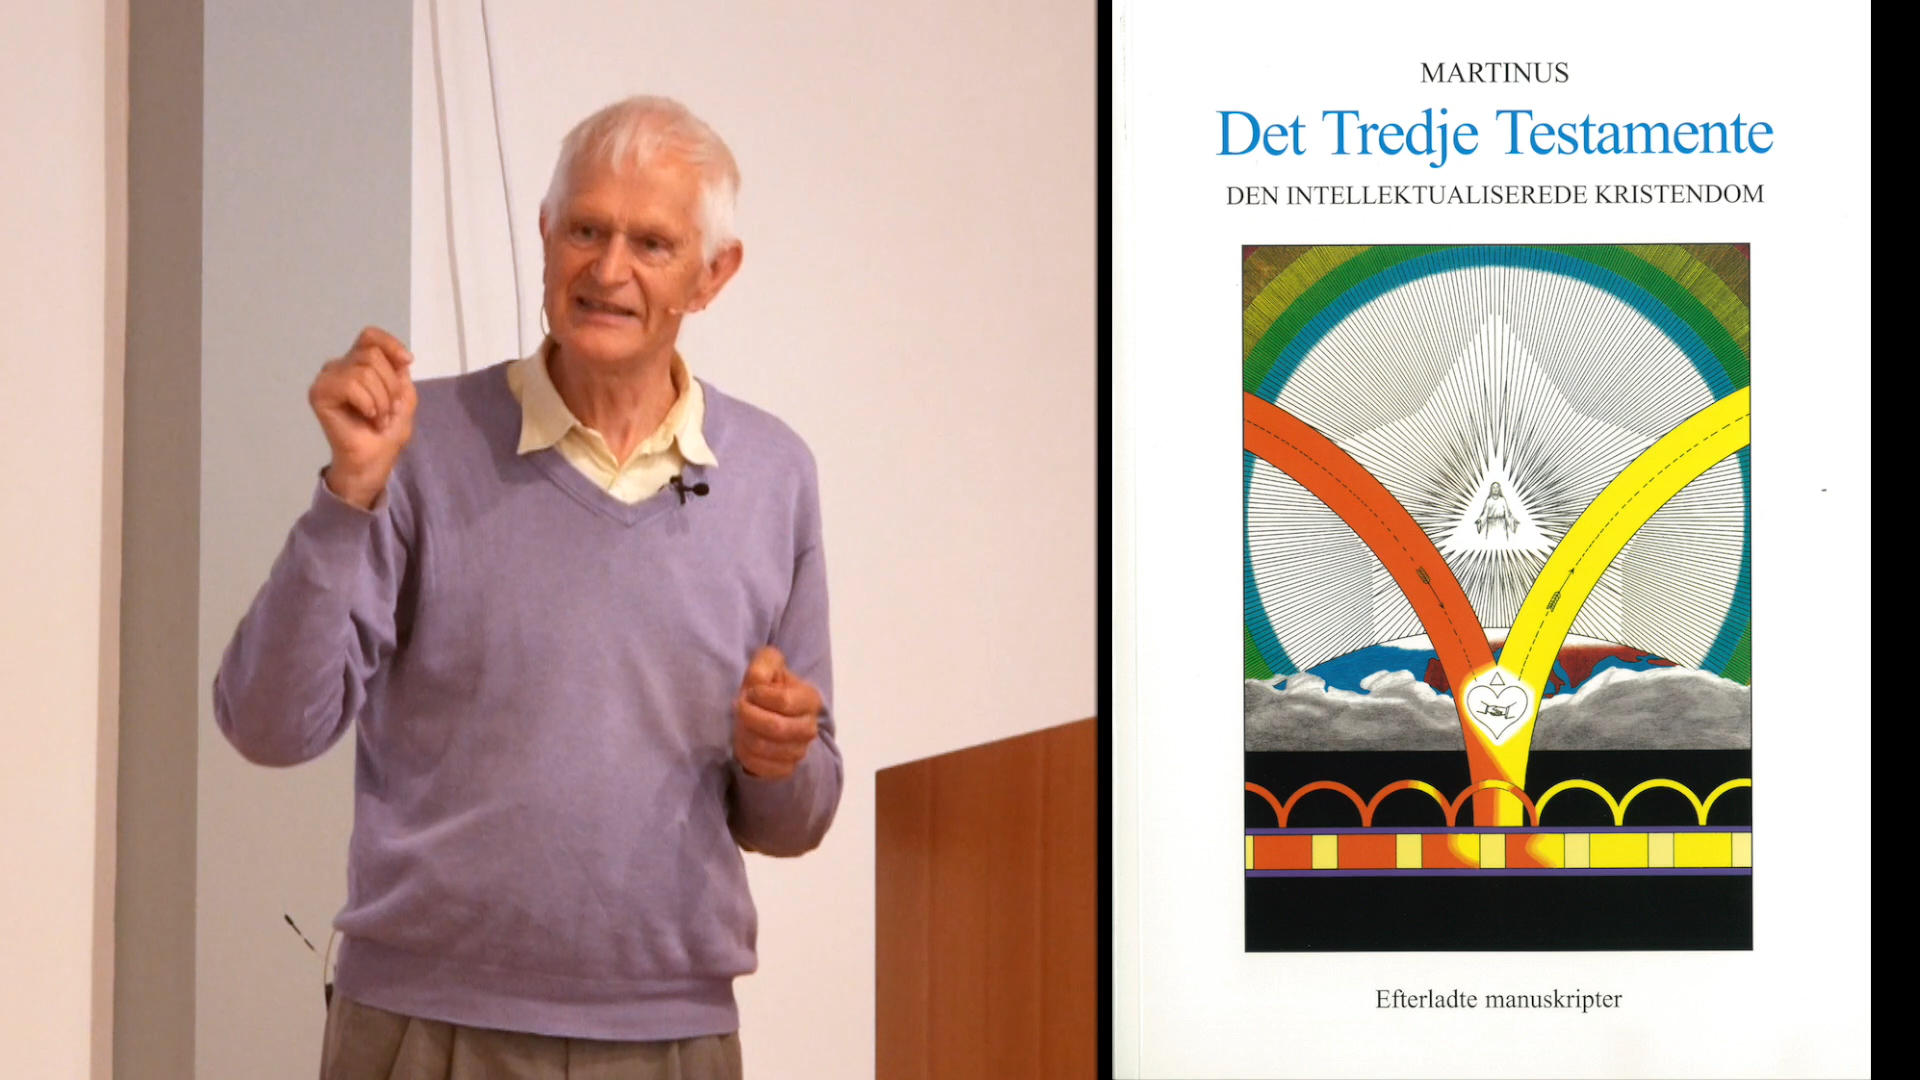 MARTINUS
Det Tredje Testamente
DEN INTELLEKTUALISEREDE KRISTENDOM
Efterladte manuskripter